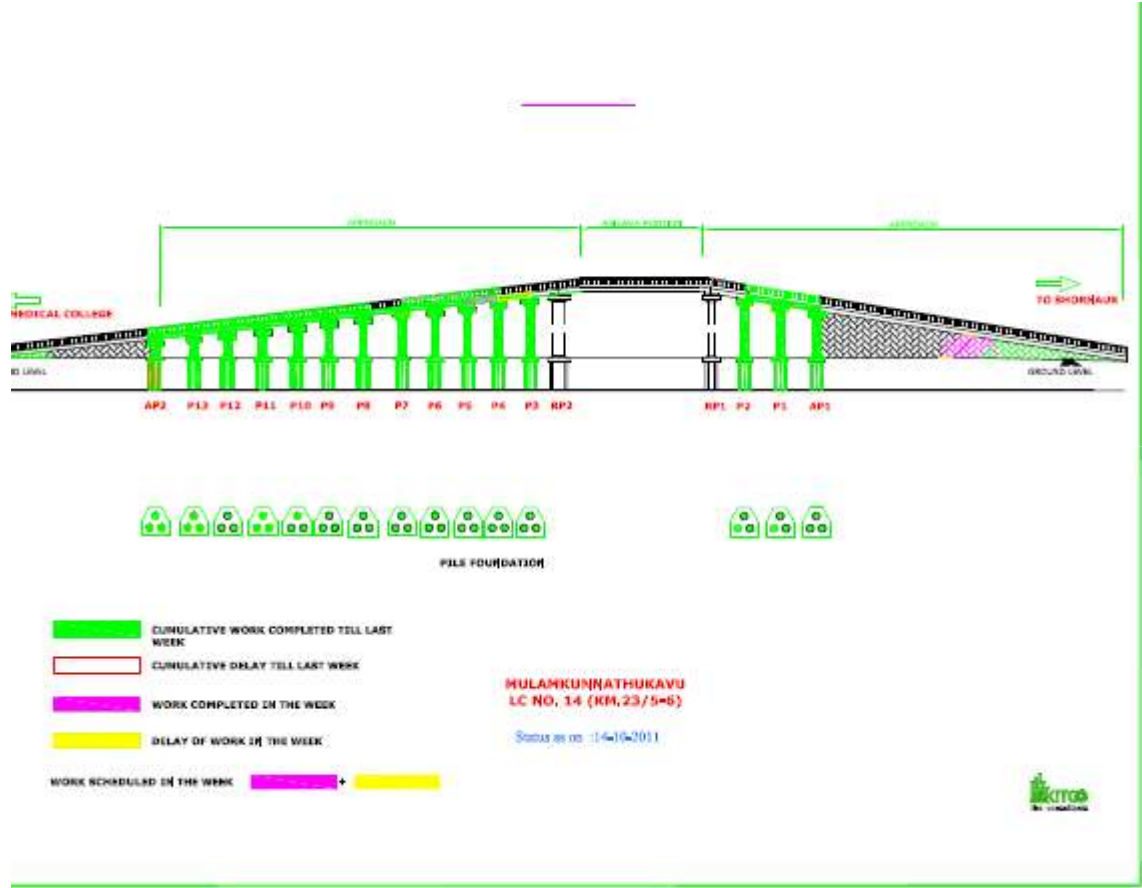 APPROACH
RAILWAY PORTION
APPROACH
MEDICAL COLLEGE
TO SHORNAUR
GROUND LEVEL
AP2 P13 P12 P11 P10 P9 P8 P7 P6 P5 P4 P3 RP2 RP1 P2 P1 AP1
PILE FOUNDATION
CUMULATIVE WORK COMPLETED TILL LAST
WEEK
CUMULATIVE DELAY TILL LAST WEEK
WORK COMPLETED IN THE WEEK
DELAY OF WORK IN THE WEEK
WORK SCHEDULED IN THE WEEK +
MULAMKUNNATHUKAVU
LC NO. 14 (KM.23/5-6)
Status as on :14-10-2011
KITCO